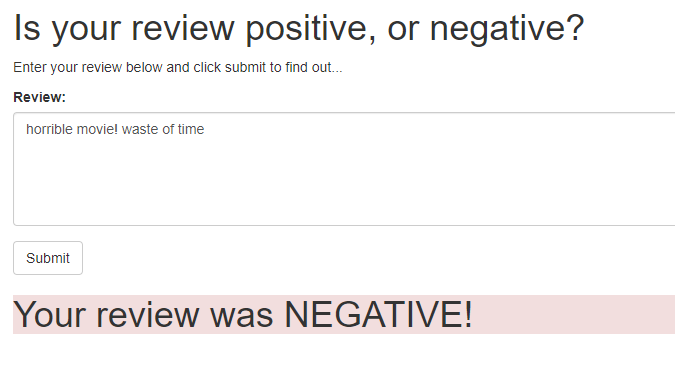 Is your review positive, or negative?
Enter your review below and click submit to find out...
Review:
horrible movie! waste of time
Submit
Your review was NEGATIVE!